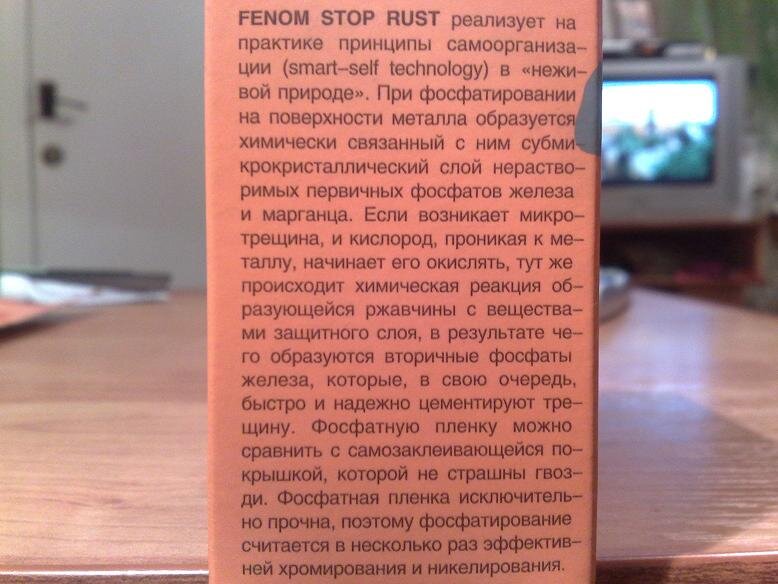 FENOM STOP RUST реализует на
практике принципы самоорганиза–
ции (smart–self technology) в «нежи–
вой природе». При фосфатировании
на поверхности металла образуется
химически связанный с ним субми–
крокристаллический слой нераство–
римых первичных фосфатов железа
и марганца. Если возникает микро–
трещина, и кислород, проникая к ме–
таллу, начинает его окислять, тут же
происходит химическая реакция об–
разующейся ржавчины с вещества–
ми защитного слоя, в результате че–
го образуются вторичные фосфаты
железа, которые, в свою очередь,
быстро и надежно цементируют тре–
щину. Фосфатную пленку можно
сравнить с самозаклеивающейся по–
крышкой, которой не страшны гвоз–
ди. Фосфатная пленка исключитель–
но прочна, поэтому фосфатирование
считается в несколько раз эффектив–
ней хромирования и никелирования.